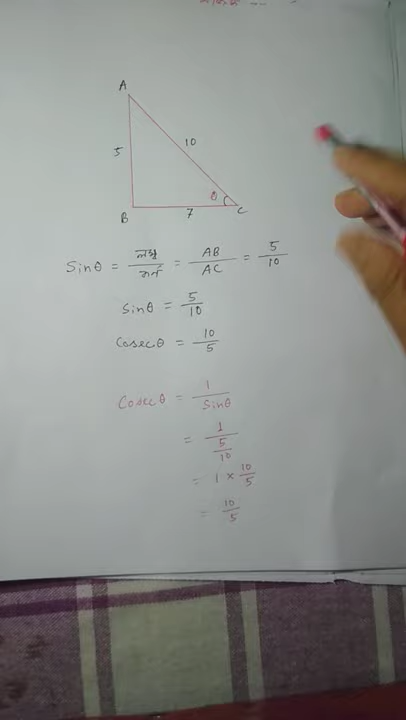 A
5
10
θ
B
7
C
Sinθ = लम्ब/कर्ण = AB/AC = 5/10
Sinθ = 5/10
Cosecθ = 10/5
Cosecθ = 1/Sinθ
= 1/(5/10)
= 1 × 10/5
= 10/5